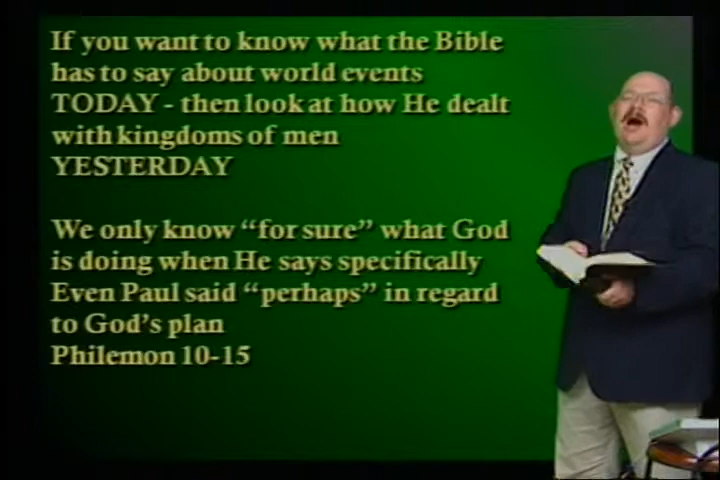 If you want to know what the Bible
has to say about world events
TODAY - then look at how He dealt
with kingdoms of men
YESTERDAY
We only know “for sure” what God
is doing when He says specifically
Even Paul said “perhaps” in regard
to God’s plan
Philemon 10-15